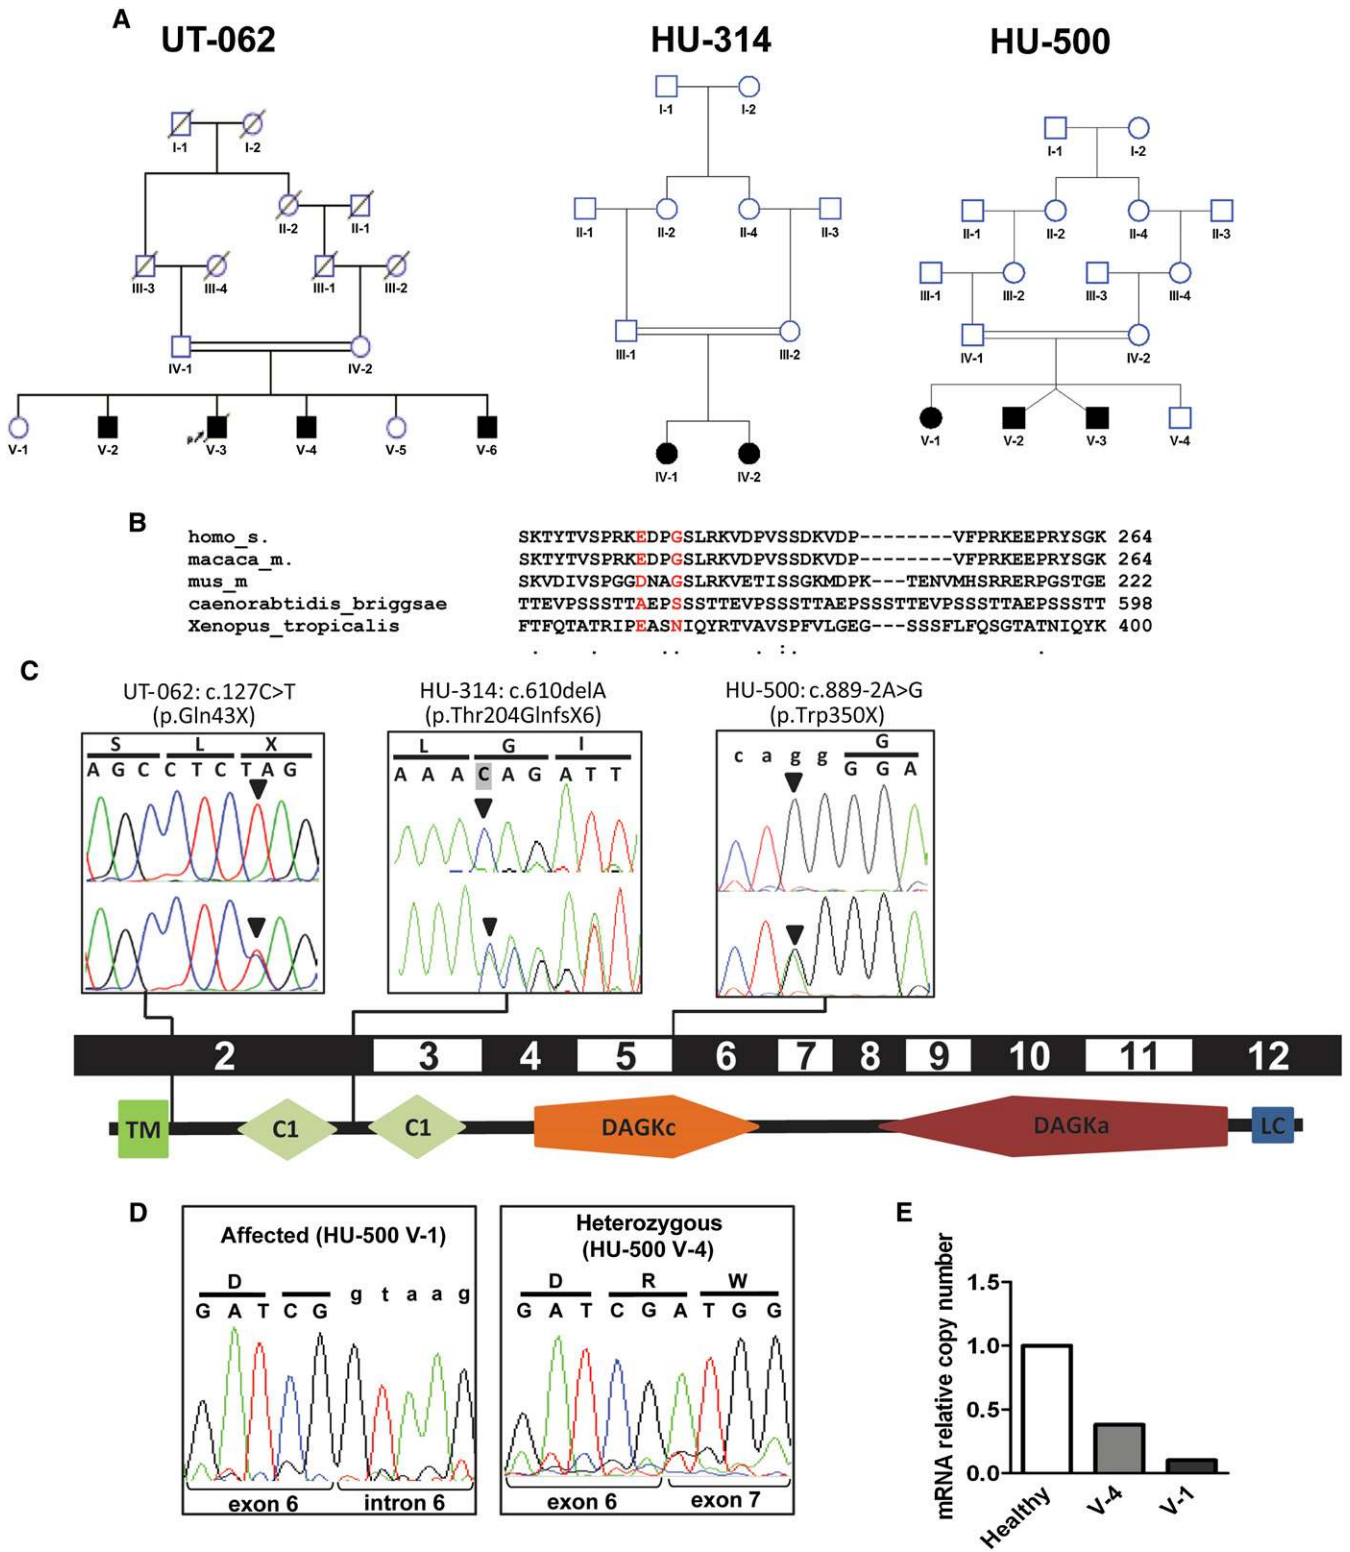 A
UT-062
HU-314
HU-500
I-1 I-2
II-2 II-1
III-3 III-4 III-1 III-2
IV-1 IV-2
P
V-1 V-2 V-3 V-4 V-5 V-6
I-1 I-2
II-1 II-2 II-4 II-3
III-1 III-2
IV-1 IV-2
I-1 I-2
II-1 II-2 II-4 II-3
III-1 III-2 III-3 III-4
IV-1 IV-2
V-1 V-2 V-3 V-4
B
homo_s. SKTYTVSPRKEDPGSLRKVDPVSSDKVDP--------VFPRKEEPRYSGK 264
macaca_m. SKTYTVSPRKEDPGSLRKVDPVSSDKVDP--------VFPRKEEPRYSGK 264
mus_m SKVDIVSPGGDNAGSLRKVETISSGKMDPK---TENVMHSRRERPGSTGE 222
caenorabtidis_briggsae TTEVPSSSTTAEPSSSTTEVPSSSTTAEPSSSTTEVPSSSTTAEPSSSTT 598
Xenopus_tropicalis FTFQTATRIPEASNIQYRTVAVSPFVLGEG---SSSFLFQSGTATNIQYK 400
. . .. . :. .
C
UT-062: c.127C>T
(p.Gln43X)
S L X
A G C C T C T A G
HU-314: c.610delA
(p.Thr204GlnfsX6)
L G I
A A A C A G A T T
HU-500: c.889-2A>G
(p.Trp350X)
G
c a g g G G A
2 3 4 5 6 7 8 9 10 11 12
TM C1 C1 DAGKc DAGKa LC
D
Affected (HU-500 V-1)
D
G A T C G g t a a g
exon 6 intron 6
Heterozygous
(HU-500 V-4)
D R W
G A T C G A T G G
exon 6 exon 7
E
mRNA relative copy number
1.5
1.0
0.5
0.0
Healthy V-4 V-1